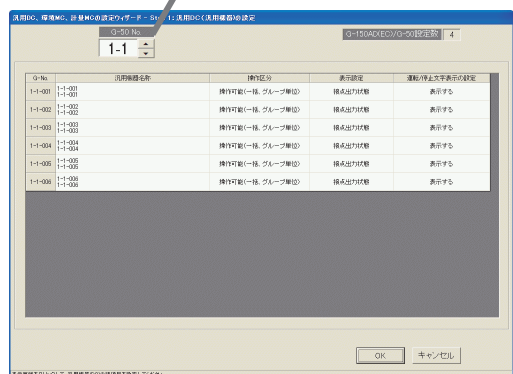 汎用DC、環境MC、計量MCの設定ウィザード - Step1：汎用DC(汎用機器)の設定
G-50 No.
1-1
G-150AD(EC)/G-50設定数 4
G-No. 汎用機器名称 操作区分 表示設定 運転/停止文字表示の設定
1-1-001 1-1-001 操作可能(一括、グループ単位) 接点出力状態 表示する
1-1-001
1-1-002 1-1-002 操作可能(一括、グループ単位) 接点出力状態 表示する
1-1-002
1-1-003 1-1-003 操作可能(一括、グループ単位) 接点出力状態 表示する
1-1-003
1-1-004 1-1-004 操作可能(一括、グループ単位) 接点出力状態 表示する
1-1-004
1-1-005 1-1-005 操作可能(一括、グループ単位) 接点出力状態 表示する
1-1-005
1-1-006 1-1-006 操作可能(一括、グループ単位) 接点出力状態 表示する
1-1-006
OK キャンセル